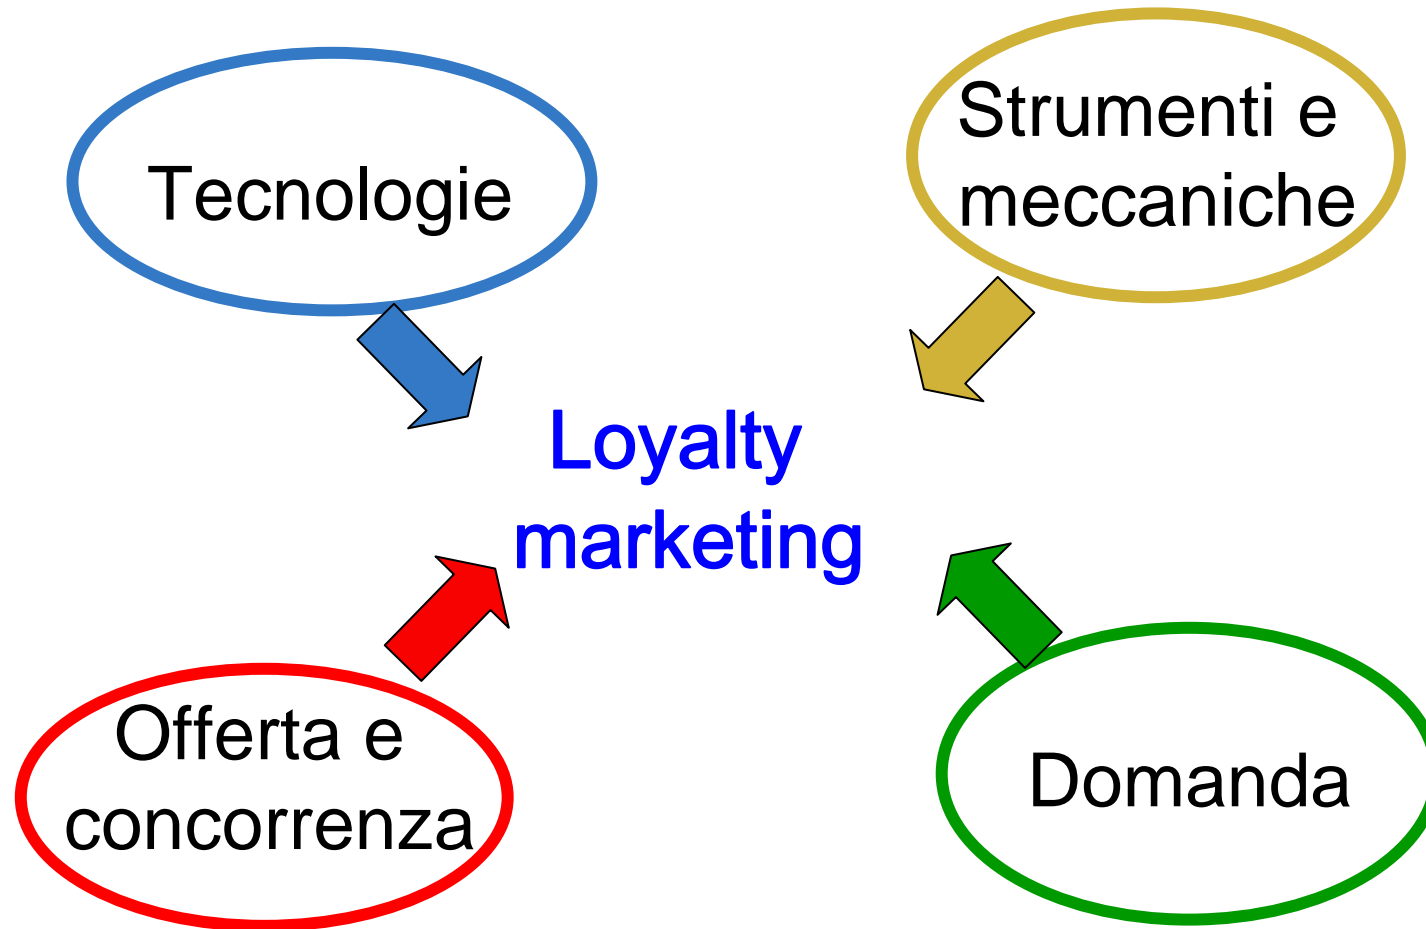 Tecnologie
Strumenti e
meccaniche
Loyalty
marketing
Offerta e
concorrenza
Domanda